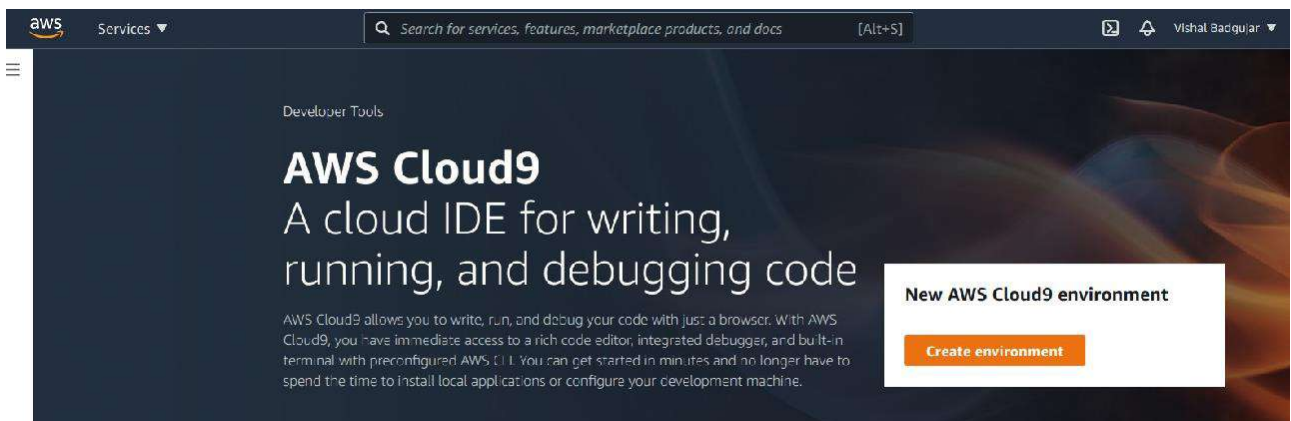 aws Services ▼ Search for services, features, marketplace products, and docs [Alt+S] Vishal Badgujar ▼
Developer Tools
AWS Cloud9
A cloud IDE for writing,
running, and debugging code
AWS Cloud9 allows you to write, run, and debug your code with just a browser. With AWS
Cloud9, you have immediate access to a rich code editor, integrated debugger, and built-in
terminal with preconfigured AWS CLI. You can get started in minutes and no longer have to
spend the time to install local applications or configure your development machine.
New AWS Cloud9 environment
Create environment